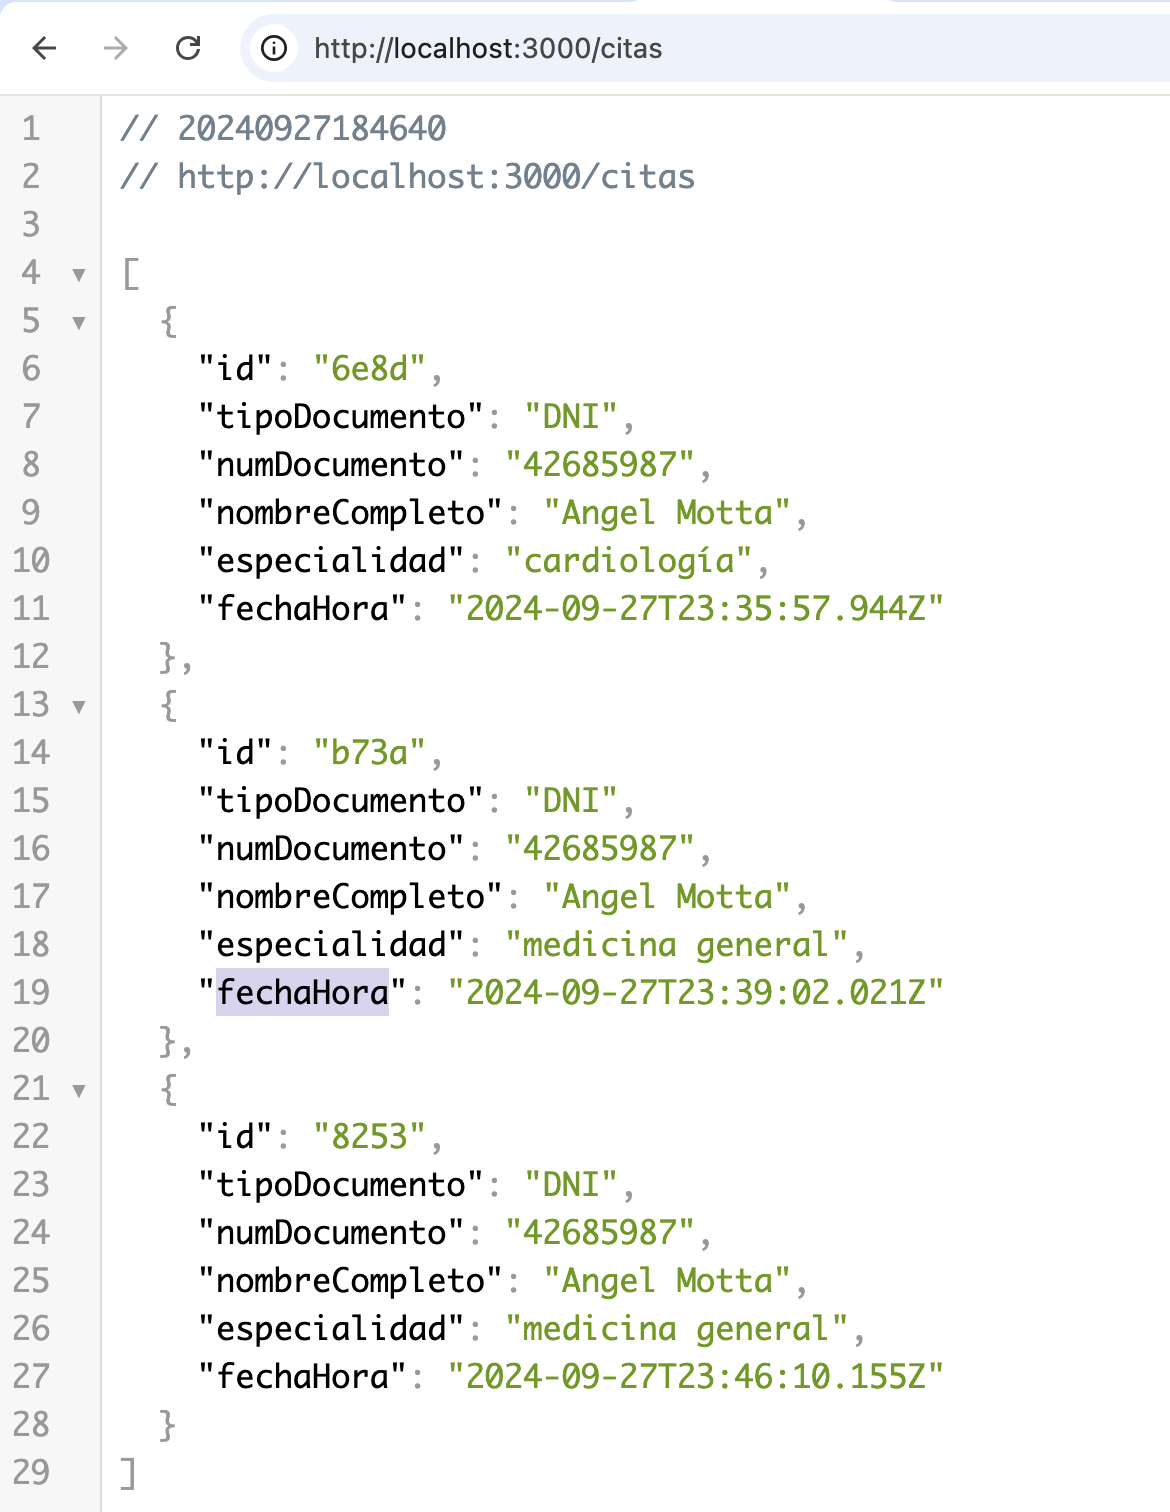 http://localhost:3000/citas
1 // 20240927184640
2 // http://localhost:3000/citas
3
4 ▼ [
5 ▼ {
6 "id": "6e8d",
7 "tipoDocumento": "DNI",
8 "numDocumento": "42685987",
9 "nombreCompleto": "Angel Motta",
10 "especialidad": "cardiología",
11 "fechaHora": "2024-09-27T23:35:57.944Z"
12 },
13 ▼ {
14 "id": "b73a",
15 "tipoDocumento": "DNI",
16 "numDocumento": "42685987",
17 "nombreCompleto": "Angel Motta",
18 "especialidad": "medicina general",
19 "fechaHora": "2024-09-27T23:39:02.021Z"
20 },
21 ▼ {
22 "id": "8253",
23 "tipoDocumento": "DNI",
24 "numDocumento": "42685987",
25 "nombreCompleto": "Angel Motta",
26 "especialidad": "medicina general",
27 "fechaHora": "2024-09-27T23:46:10.155Z"
28 }
29 ]